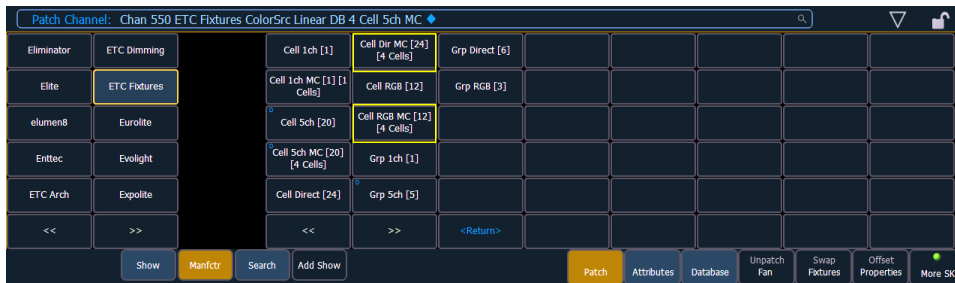 Patch Channel: Chan 550 ETC Fixtures ColorSrc Linear DB 4 Cell 5ch MC
Eliminator
ETC Dimming
Cell 1ch [1]
Cell Dir MC [24]
[4 Cells]
Grp Direct [6]
Elite
ETC Fixtures
Cell 1ch MC [1] [1
Cells]
Cell RGB [12]
Grp RGB [3]
elumen8
Eurolite
D
Cell 5ch [20]
Cell RGB MC [12]
[4 Cells]
Enttec
Evolight
D
Cell 5ch MC [20]
[4 Cells]
Grp 1ch [1]
ETC Arch
Expolite
Cell Direct [24]
D
Grp 5ch [5]
<<
>>
<<
>>
<Return>
Show
Manfctr
Search
Add Show
Patch
Attributes
Database
Unpatch
Fan
Swap
Fixtures
Offset
Properties
More SK